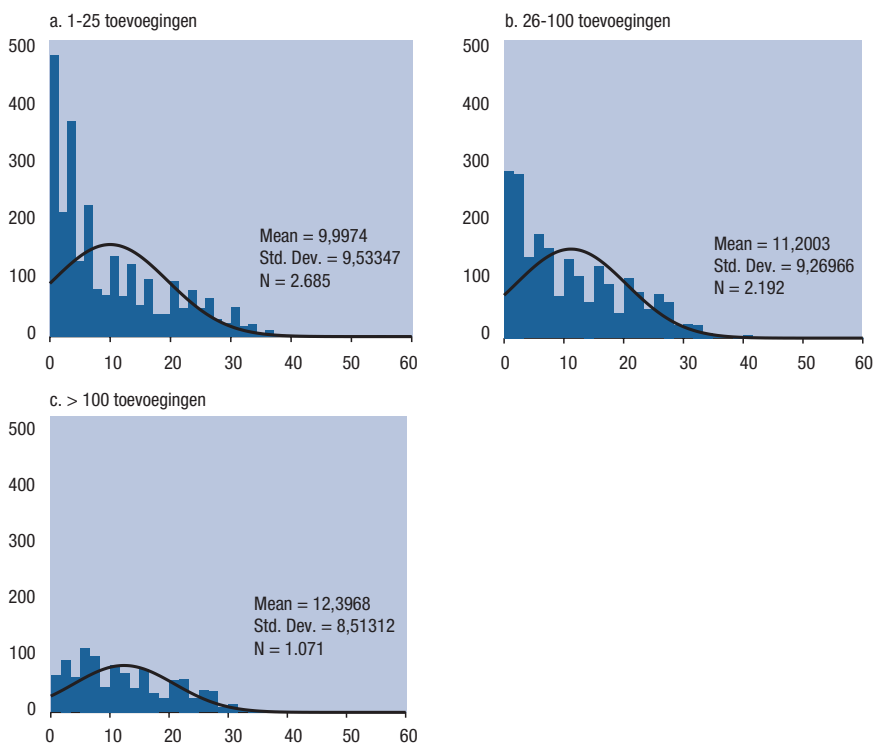 a. 1-25 toevoegingen
500
400
300
200
100
0
Mean = 9,9974
Std. Dev. = 9,53347
N = 2.685
0 10 20 30 40 50 60
b. 26-100 toevoegingen
500
400
300
200
100
0
Mean = 11,2003
Std. Dev. = 9,26966
N = 2.192
0 10 20 30 40 50 60
c. > 100 toevoegingen
500
400
300
200
100
0
Mean = 12,3968
Std. Dev. = 8,51312
N = 1.071
0 10 20 30 40 50 60